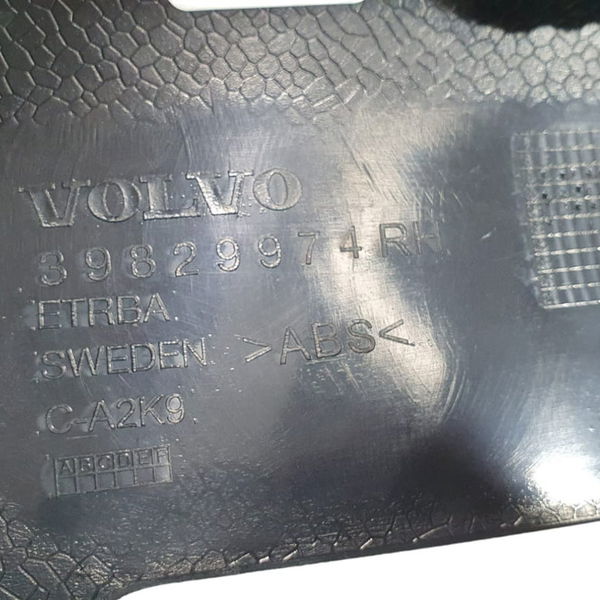 VOLVO
39829974 RH
ETRBA
SWEDEN >ABS<
C-A2K9
A B C D E F